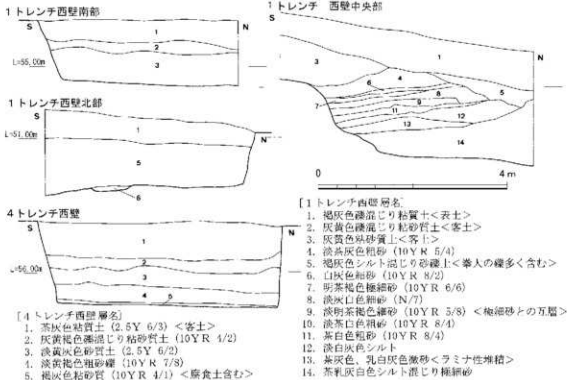 1 トレンチ西壁南部
S
N
1
2
3
L=55.00m
1 トレンチ西壁北部
S
N
L=51.00m
1
5
6
4 トレンチ西壁
S
N
L=56.00m
1
2
3
4
5
[4 トレンチ西壁層名]
1. 茶灰色粘質土 (2.5Y 6/3) <客土>
2. 灰黄褐色礫混じり粘砂質土 (10YR 4/2)
3. 淡黄灰色砂質土 (2.5Y 6/2)
4. 淡黄褐色粗砂礫 (10YR 7/8)
5. 褐灰色粘砂質 (10YR 4/1) <腐食土含む>
1 トレンチ 西壁中央部
S
N
1
3
4
5
6
7
8
9
11
12
13
14
0
4 m
[1トレンチ西壁層名]
1. 褐灰色礫混じり粘質土<表土>
2. 灰黄色礫混じり粘砂質土<客土>
3. 灰黄色粘砂質土<客土>
4. 淡黄灰色粗砂 (10YR 5/4)
5. 褐灰色シルト混じり砂礫土<拳大の礫多く含む>
6. 白灰色細砂 (10YR 8/2)
7. 明茶褐色極細砂 (10YR 6/6)
8. 淡灰白色細砂 (N/7)
9. 淡明茶褐色細砂 (10YR 5/8) <極細砂との互層>
10. 淡茶白色粗砂 (10YR 8/4)
11. 茶白色粗砂 (10YR 8/4)
12. 淡白灰色シルト
13. 茶灰色、乳白灰色微砂<ラミナ性堆積>
14. 茶乳灰白色シルト混じり極細砂